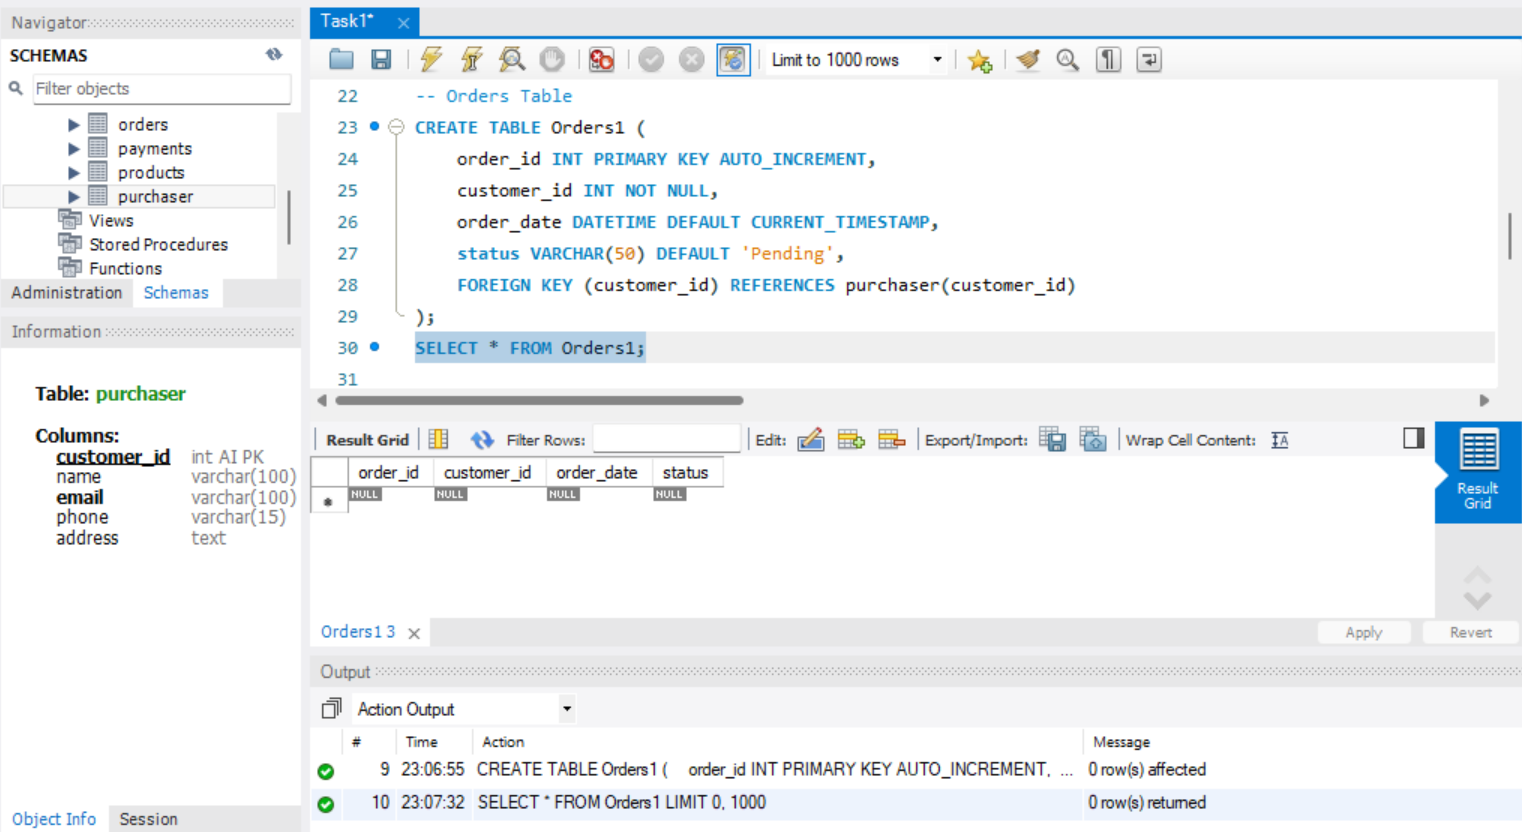 Navigator
SCHEMAS
Filter objects
orders
payments
products
purchaser
Views
Stored Procedures
Functions
Administration Schemas
Information
Table: purchaser
Columns:
customer_id int AI PK
name varchar(100)
email varchar(100)
phone varchar(15)
address text
Object Info Session
Task1*
Limit to 1000 rows
22 -- Orders Table
23 CREATE TABLE Orders1 (
24 order_id INT PRIMARY KEY AUTO_INCREMENT,
25 customer_id INT NOT NULL,
26 order_date DATETIME DEFAULT CURRENT_TIMESTAMP,
27 status VARCHAR(50) DEFAULT 'Pending',
28 FOREIGN KEY (customer_id) REFERENCES purchaser(customer_id)
29 );
30 SELECT * FROM Orders1;
31
Result Grid Filter Rows: Edit: Export/Import: Wrap Cell Content:
order_id customer_id order_date status
* NULL NULL NULL NULL
Result
Grid
Orders1 3
Apply Revert
Output
Action Output
# Time Action Message
9 23:06:55 CREATE TABLE Orders1 ( order_id INT PRIMARY KEY AUTO_INCREMENT, ... 0 row(s) affected
10 23:07:32 SELECT * FROM Orders1 LIMIT 0, 1000 0 row(s) returned